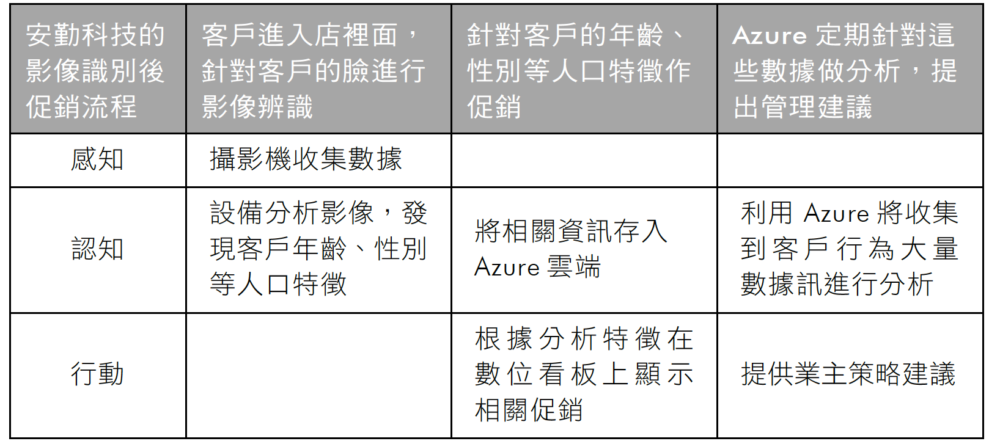 安勤科技的
影像識別後
促銷流程
客戶進入店裡面，
針對客戶的臉進行
影像辨識
針對客戶的年齡、
性別等人口特徵作
促銷
Azure 定期針對這
些數據做分析，提
出管理建議
感知
攝影機收集數據
認知
設備分析影像，發
現客戶年齡、性別
等人口特徵
將相關資訊存入
Azure 雲端
利用 Azure 將收集
到客戶行為大量
數據訊進行分析
行動
根據分析特徵在
數位看板上顯示
相關促銷
提供業主策略建議